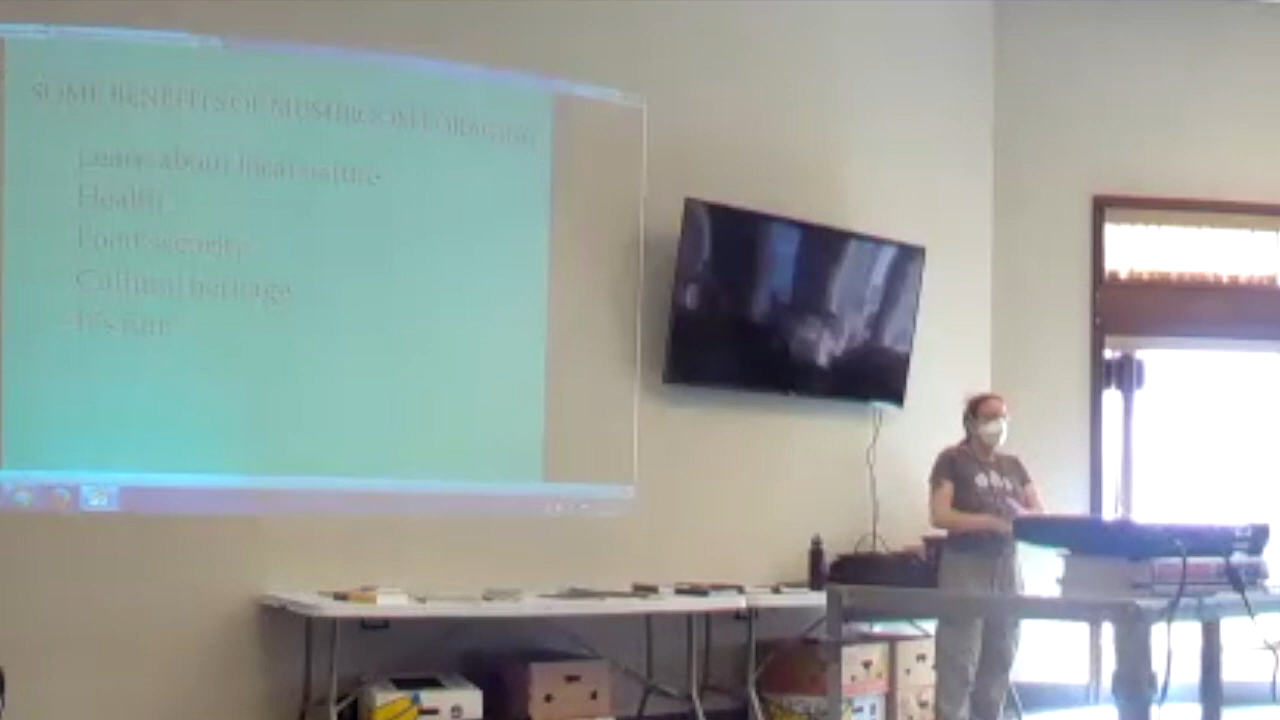 SOME BENEFITS OF MUSHROOM FORAGING
Learn about local nature
Health
Food security
Cultural heritage
It's fun!